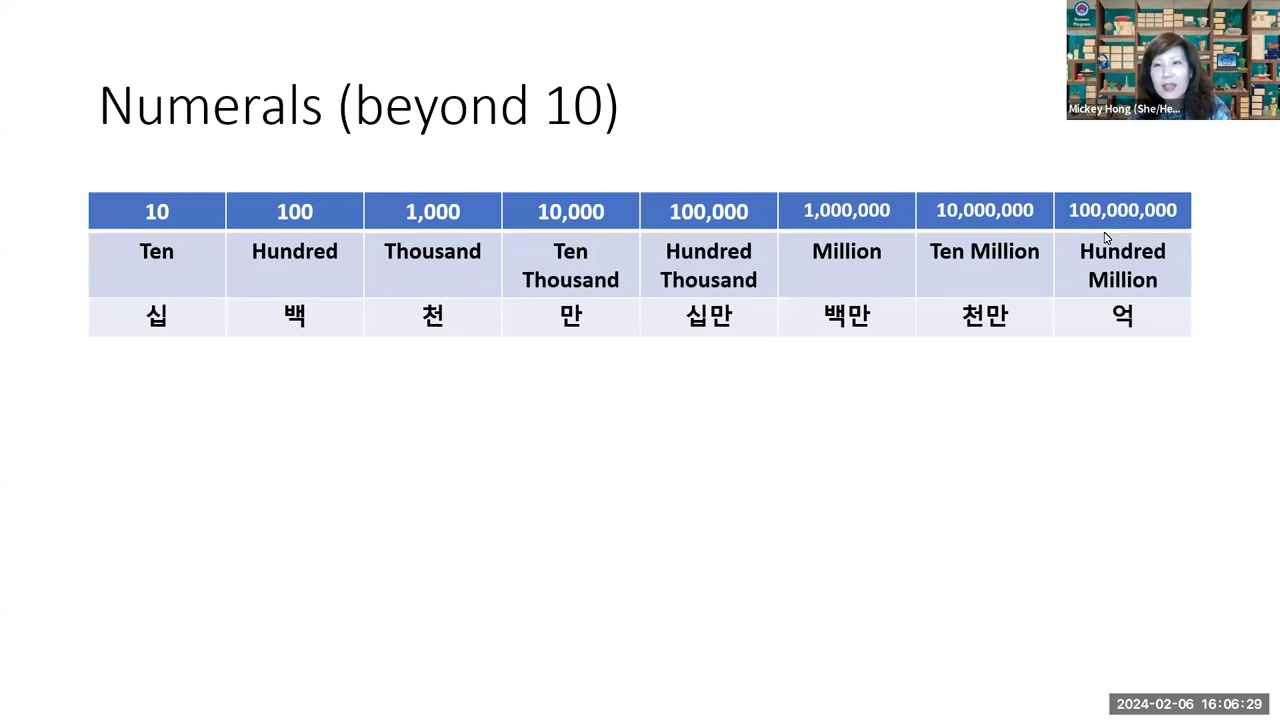 Korean
Program
Mickey Hong (She/He...
Numerals (beyond 10)
10 100 1,000 10,000 100,000 1,000,000 10,000,000 100,000,000
Ten Hundred Thousand Ten Thousand Hundred Thousand Million Ten Million Hundred Million
십 백 천 만 십만 백만 천만 억
2024-02-06 16:06:29